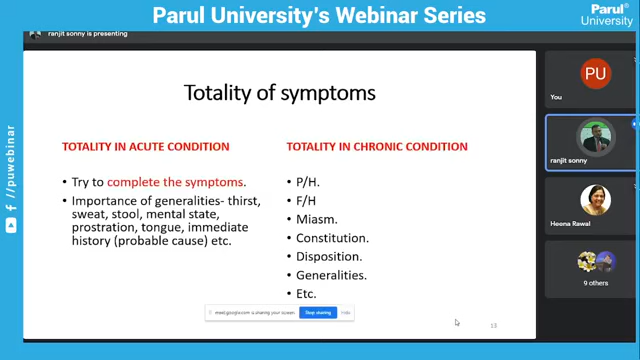 Parul University's Webinar Series
Parul®
University
ranjit sonny is presenting
Totality of symptoms
TOTALITY IN ACUTE CONDITION
• Try to complete the symptoms.
• Importance of generalities- thirst,
sweat, stool, mental state,
prostration, tongue, immediate
history (probable cause) etc.
TOTALITY IN CHRONIC CONDITION
• P/H.
• F/H
• Miasm.
• Constitution.
• Disposition.
• Generalities.
• Etc.
meet.google.com is sharing your screen.
Stop sharing
Hide
13
PU
You
ranjit sonny
Heena Rawal
9 others
/puwebinar